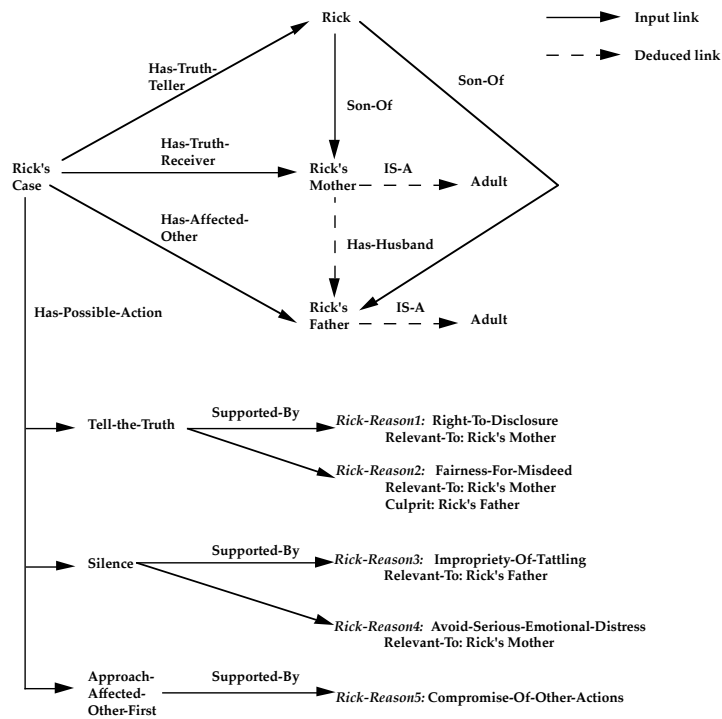 Rick
Input link
Deduced link
Has-Truth-
Teller
Son-Of
Son-Of
Has-Truth-
Receiver
Rick's
Case
Rick's
Mother
IS-A
Adult
Has-Affected-
Other
Has-Husband
Rick's
Father
IS-A
Adult
Has-Possible-Action
Tell-the-Truth
Supported-By
Rick-Reason1: Right-To-Disclosure
Relevant-To: Rick's Mother
Rick-Reason2: Fairness-For-Misdeed
Relevant-To: Rick's Mother
Culprit: Rick's Father
Silence
Supported-By
Rick-Reason3: Impropriety-Of-Tattling
Relevant-To: Rick's Father
Rick-Reason4: Avoid-Serious-Emotional-Distress
Relevant-To: Rick's Mother
Approach-
Affected-
Other-First
Supported-By
Rick-Reason5: Compromise-Of-Other-Actions